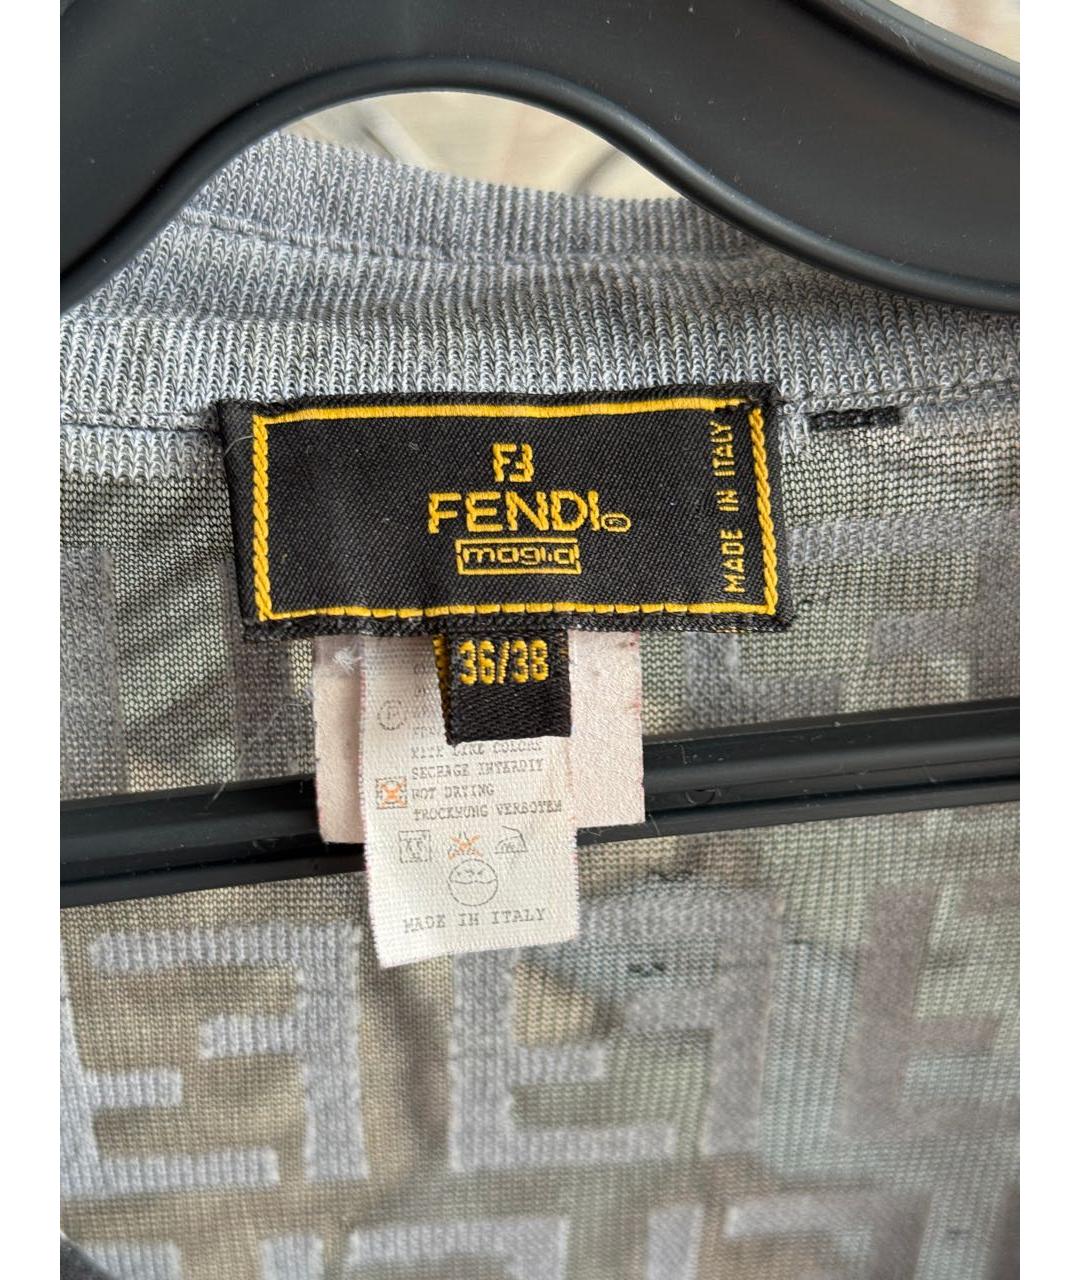 FENDI®
maglia
MADE IN ITALY
36/38
P
WITH LIKE COLORS
SECHAGE INTERDIT
NOT DRYING
TROCKNUNG VERBOTEN
MADE IN ITALY